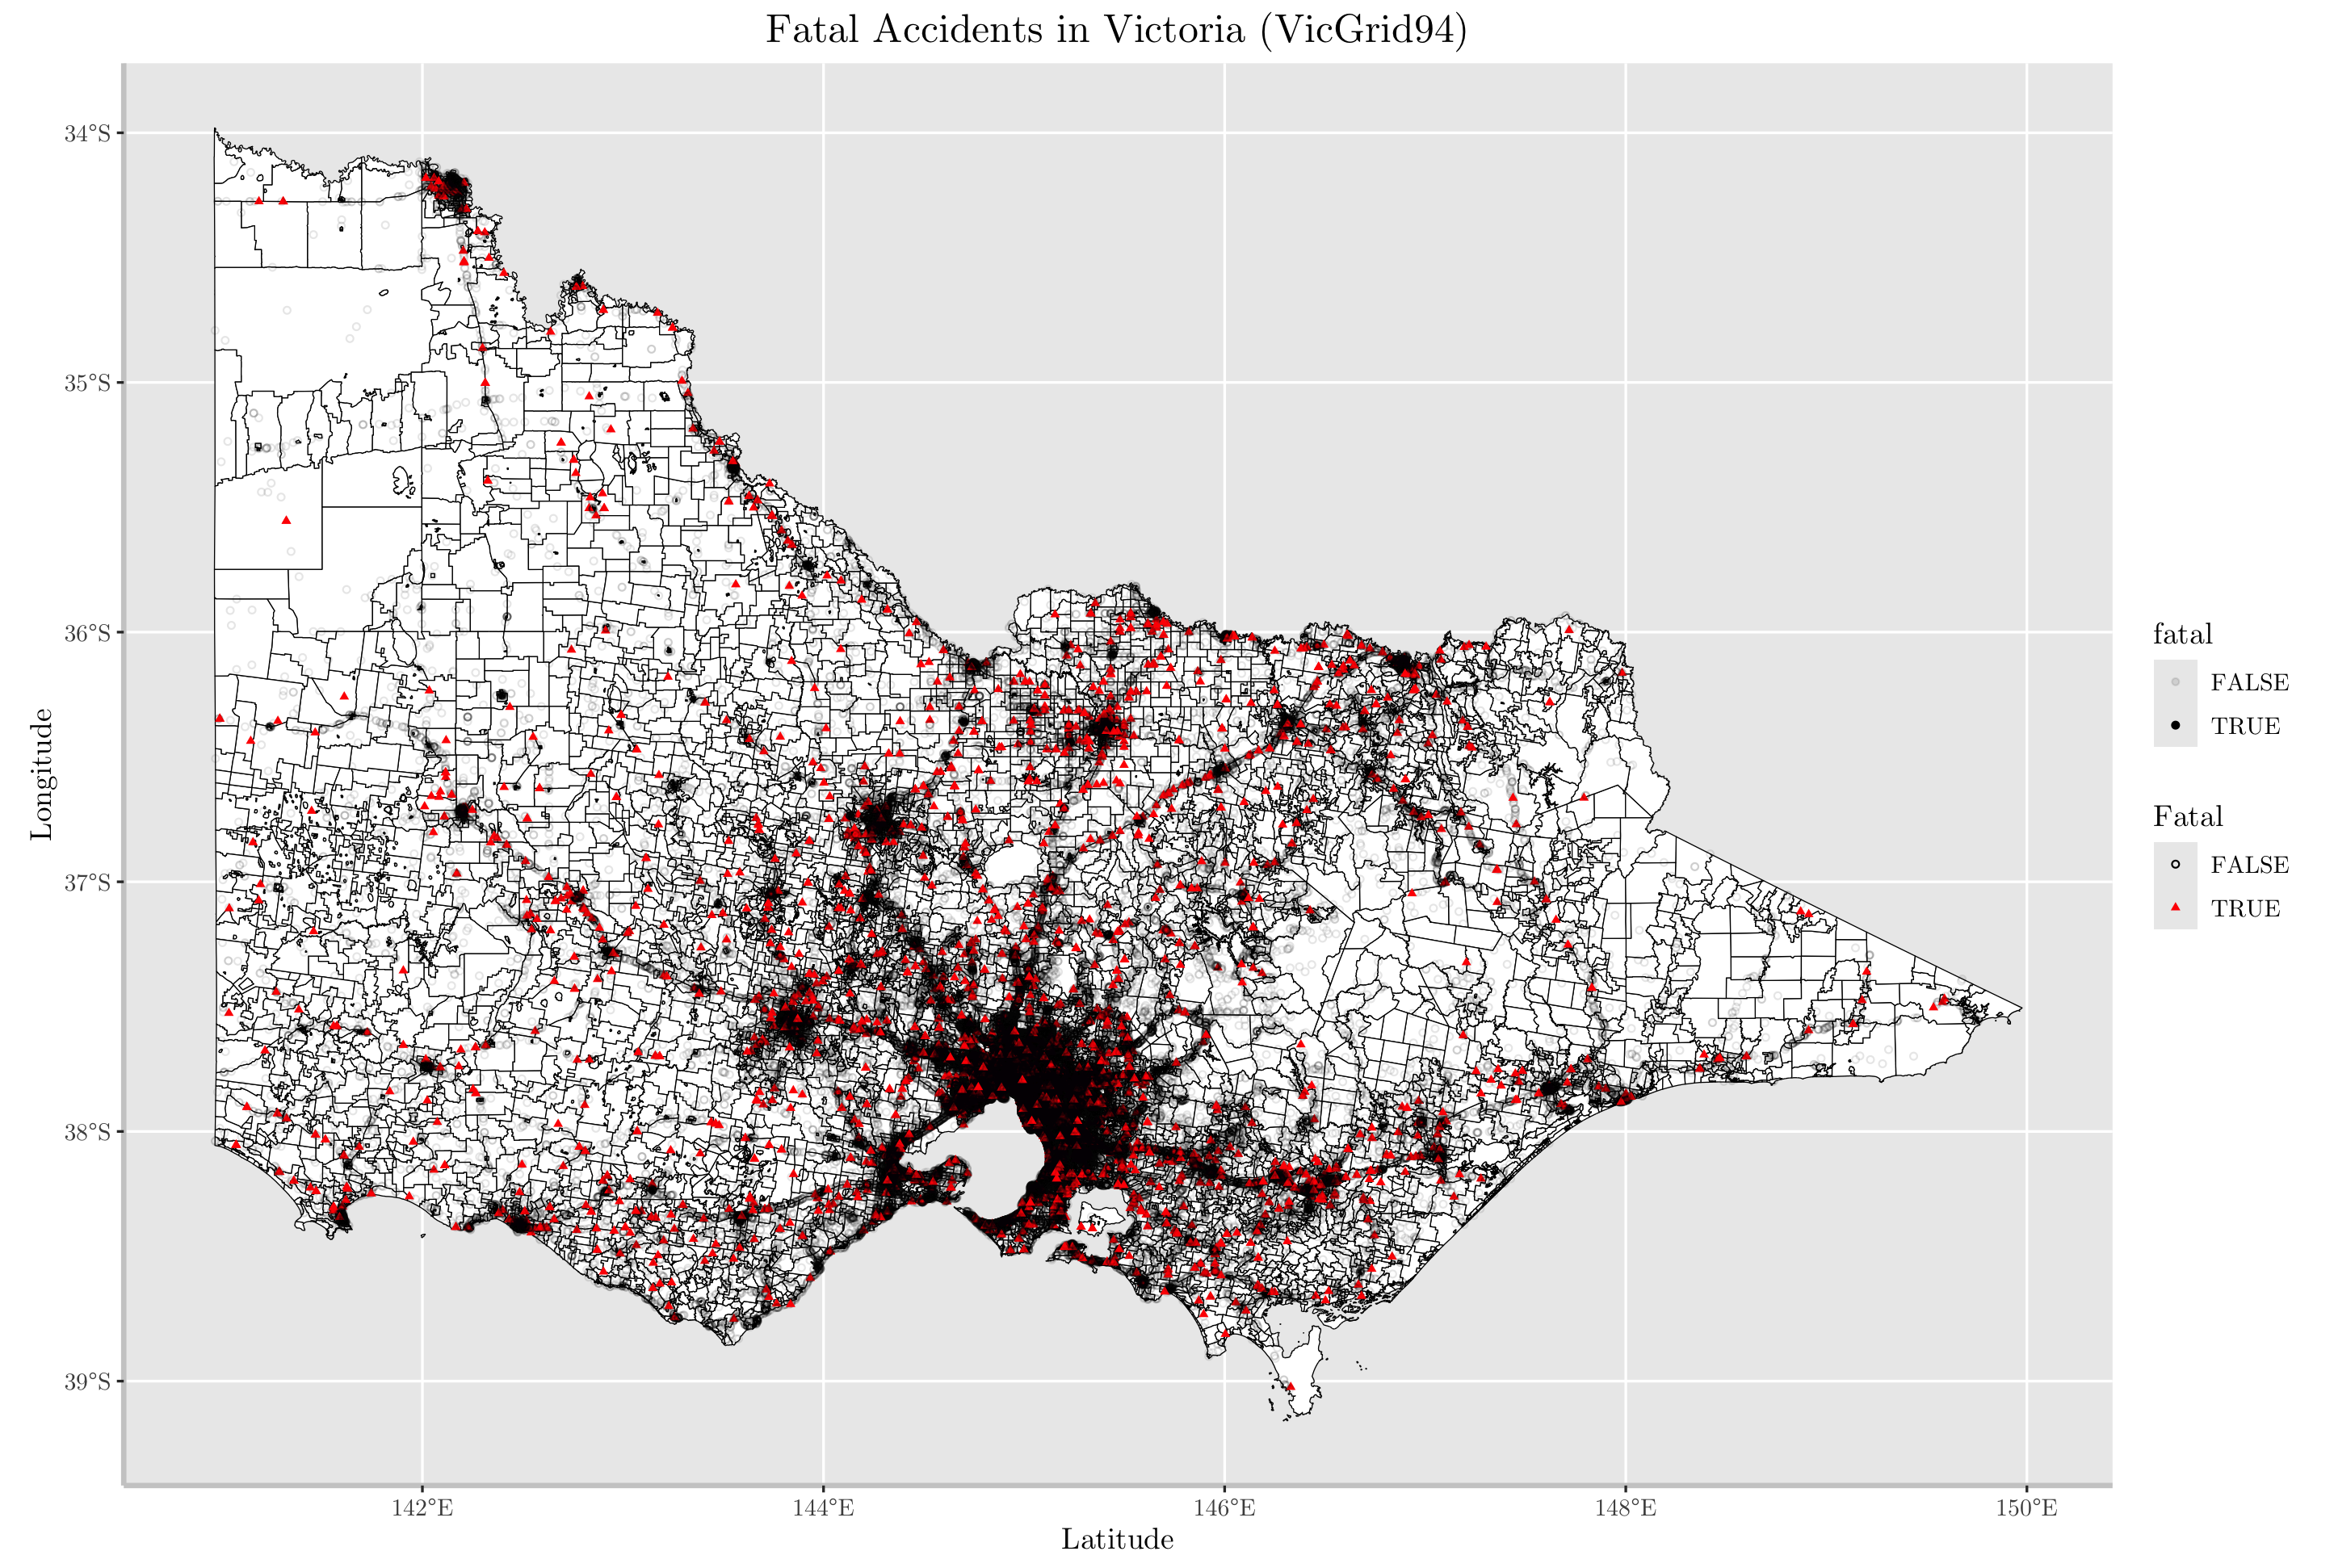 Fatal Accidents in Victoria (VicGrid94)
34°S
35°S
36°S
37°S
38°S
39°S
Longitude
142°E
144°E
146°E
148°E
150°E
Latitude
fatal
FALSE
TRUE
Fatal
FALSE
TRUE